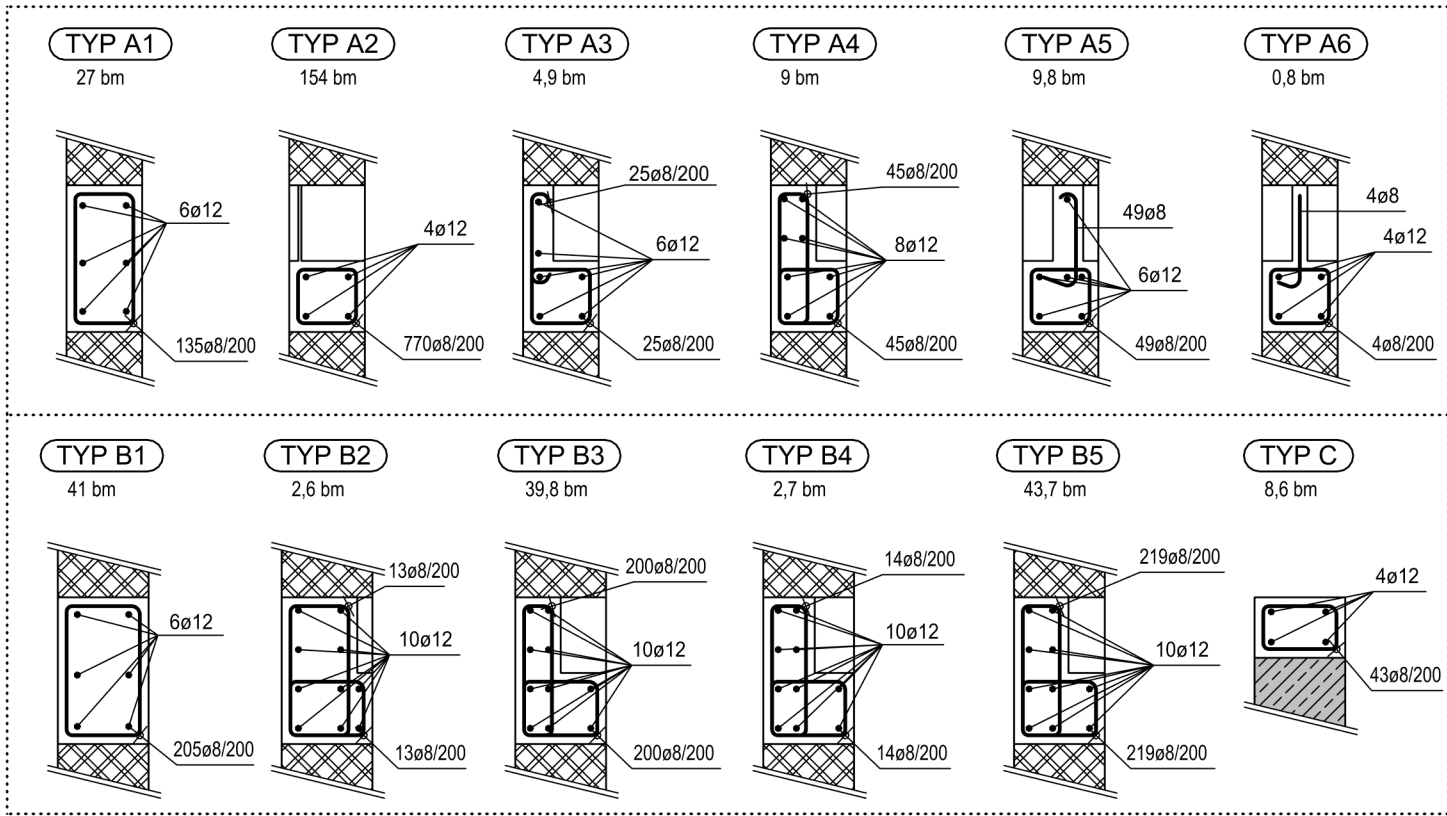 TYP A1
27 bm
6ø12
135ø8/200
TYP A2
154 bm
4ø12
770ø8/200
TYP A3
4,9 bm
25ø8/200
6ø12
25ø8/200
TYP A4
9 bm
45ø8/200
8ø12
45ø8/200
TYP A5
9,8 bm
49ø8
6ø12
49ø8/200
TYP A6
0,8 bm
4ø8
4ø12
4ø8/200
TYP B1
41 bm
6ø12
205ø8/200
TYP B2
2,6 bm
13ø8/200
10ø12
13ø8/200
TYP B3
39,8 bm
200ø8/200
10ø12
200ø8/200
TYP B4
2,7 bm
14ø8/200
10ø12
14ø8/200
TYP B5
43,7 bm
219ø8/200
10ø12
219ø8/200
TYP C
8,6 bm
4ø12
43ø8/200